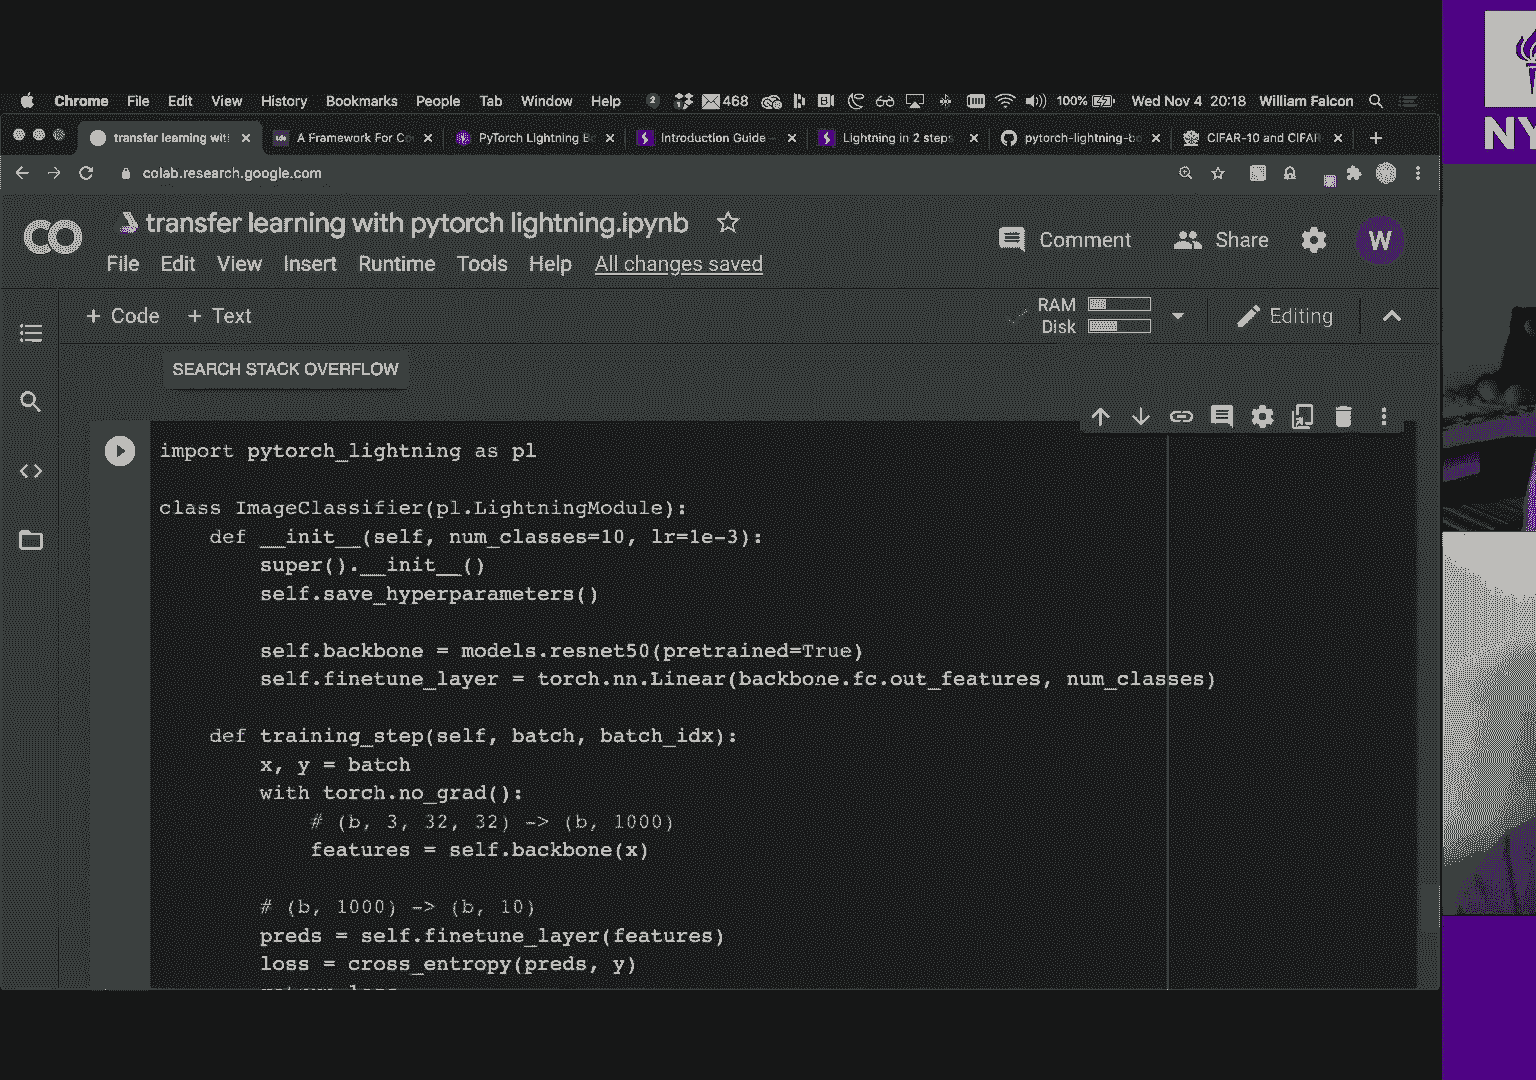 Chrome File Edit View History Bookmarks People Tab Window Help 2 468 100% Wed Nov 4 20:18 William Falcon
transfer learning wit A Framework For Co PyTorch Lightning B Introduction Guide Lightning in 2 steps pytorch-lightning-bo CIFAR-10 and CIFAR
colab.research.google.com
CO transfer learning with pytorch lightning.ipynb
Comment Share W
File Edit View Insert Runtime Tools Help All changes saved
+ Code + Text RAM Disk Editing
SEARCH STACK OVERFLOW
import pytorch_lightning as pl
class ImageClassifier(pl.LightningModule):
def __init__(self, num_classes=10, lr=1e-3):
super().__init__()
self.save_hyperparameters()
self.backbone = models.resnet50(pretrained=True)
self.finetune_layer = torch.nn.Linear(backbone.fc.out_features, num_classes)
def training_step(self, batch, batch_idx):
x, y = batch
with torch.no_grad():
# (b, 3, 32, 32) -> (b, 1000)
features = self.backbone(x)
# (b, 1000) -> (b, 10)
preds = self.finetune_layer(features)
loss = cross_entropy(preds, y)
NY